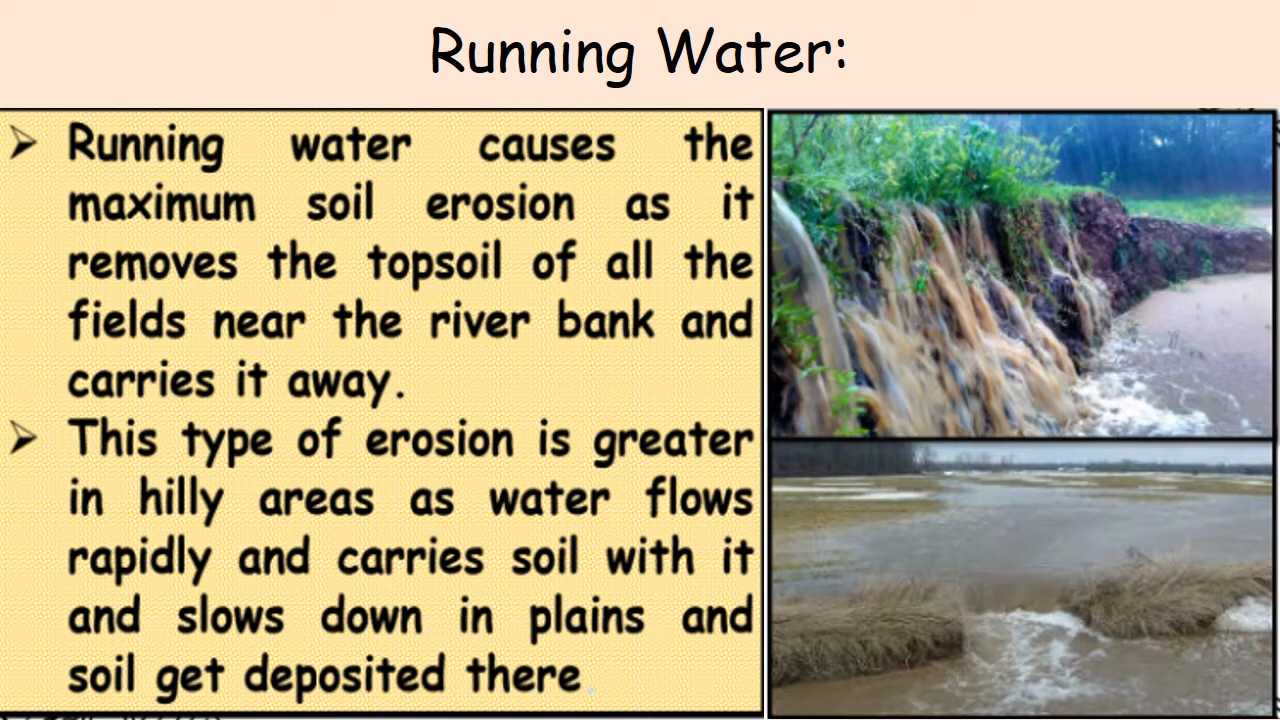 Running Water:
➢ Running water causes the
maximum soil erosion as it
removes the topsoil of all the
fields near the river bank and
carries it away.
➢ This type of erosion is greater
in hilly areas as water flows
rapidly and carries soil with it
and slows down in plains and
soil get deposited there.